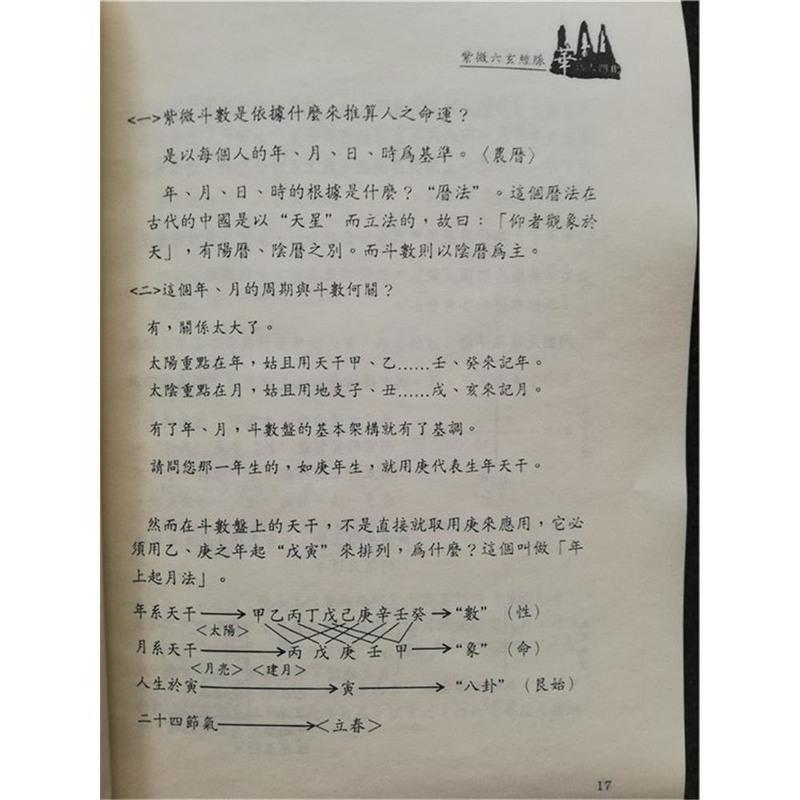 紫微六玄經脈
華
<一>紫微斗數是依據什麼來推算人之命運？
是以每個人的年、月、日、時爲基準。〈農曆〉
年、月、日、時的根據是什麼？“曆法”。這個曆法在
古代的中國是以“天星”而立法的，故曰：「仰者觀象於
天」，有陽曆、陰曆之別。而斗數則以陰曆爲主。
<二>這個年、月的周期與斗數何關？
有，關係太大了。
太陽重點在年，姑且用天干甲、乙……壬、癸來記年。
太陰重點在月，姑且用地支子、丑……戌、亥來記月。
有了年、月，斗數盤的基本架構就有了基調。
請問您那一年生的，如庚年生，就用庚代表生年天干。
然而在斗數盤上的天干，不是直接就取用庚來應用，它必
須用乙、庚之年起“戊寅”來排列，爲什麼？這個叫做「年
上起月法」。
年系天干 甲乙丙丁戊己庚辛壬癸 “數”（性）
<太陽>
月系天干 丙 戊 庚 壬 甲 “象”（命）
<月亮> <建月>
人生於寅 寅 “八卦”（艮始）
二十四節氣 <立春>
17